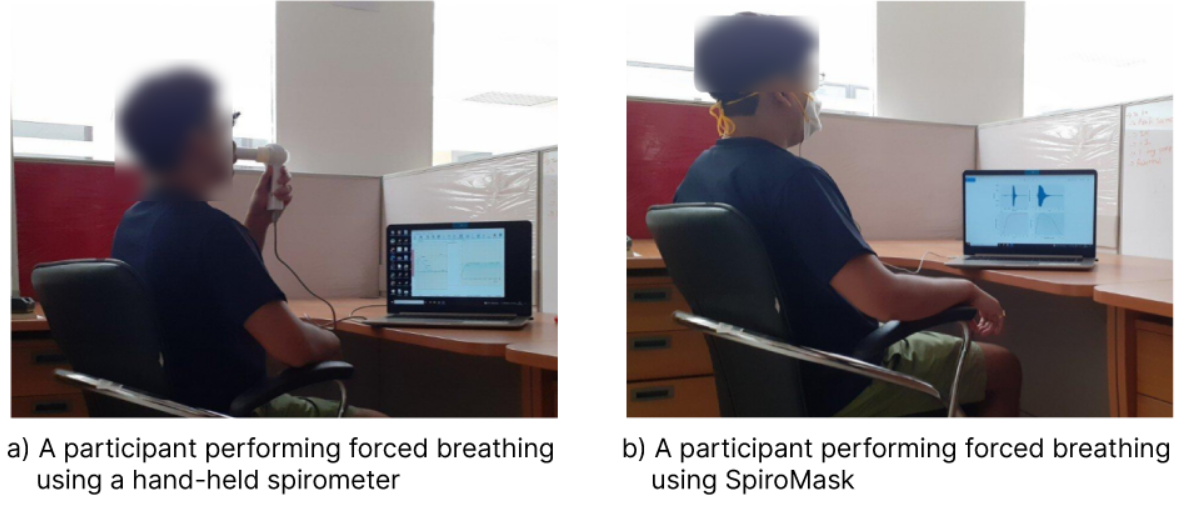 a) A participant performing forced breathing
using a hand-held spirometer
b) A participant performing forced breathing
using SpiroMask